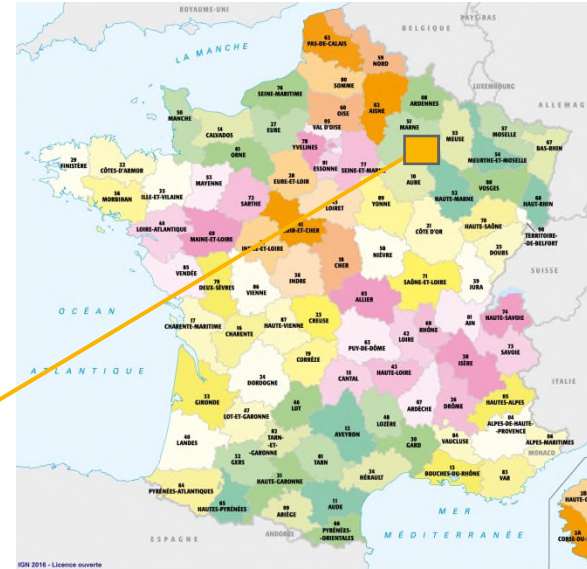 ROYAUME-UNI
PAYS-BAS
BELGIQUE
LA MANCHE
62
PAS-DE-CALAIS
59
NORD
LUXEMBOURG
ALLEMAG
80
SOMME
76
SEINE-MARITIME
02
AISNE
08
ARDENNES
50
MANCHE
14
CALVADOS
27
EURE
60
OISE
95
VAL D'OISE
51
MARNE
55
MEUSE
57
MOSELLE
67
BAS-RHIN
61
ORNE
78
YVELINES
91
ESSONNE
77
SEINE-ET-MARNE
54
MEURTHE-ET-MOSELLE
29
FINISTÈRE
22
CÔTES-D'ARMOR
53
MAYENNE
28
EURE-ET-LOIR
10
AUBE
52
HAUTE-MARNE
88
VOSGES
68
HAUT-RHIN
56
MORBIHAN
35
ILLE-ET-VILAINE
72
SARTHE
45
LOIRET
89
YONNE
70
HAUTE-SAÔNE
90
TERRITOIRE-
-DE-BELFORT
44
LOIRE-ATLANTIQUE
49
MAINE-ET-LOIRE
41
LOIR-ET-CHER
37
INDRE-ET-LOIRE
21
CÔTE D'OR
25
DOUBS
18
CHER
58
NIÈVRE
SUISSE
85
VENDÉE
79
DEUX-SÈVRES
86
VIENNE
36
INDRE
71
SAÔNE-ET-LOIRE
39
JURA
OCÉAN
ATLANTIQUE
03
ALLIER
17
CHARENTE-MARITIME
16
CHARENTE
87
HAUTE-VIENNE
23
CREUSE
63
PUY-DE-DÔME
42
LOIRE
69
RHÔNE
01
AIN
74
HAUTE-SAVOIE
73
SAVOIE
19
CORRÈZE
38
ISÈRE
ITALIE
24
DORDOGNE
15
CANTAL
43
HAUTE-LOIRE
33
GIRONDE
46
LOT
07
ARDÈCHE
26
DRÔME
05
HAUTES-ALPES
47
LOT-ET-GARONNE
12
AVEYRON
48
LOZÈRE
04
ALPES-DE-HAUTE-
-PROVENCE
06
ALPES-MARITIMES
40
LANDES
82
TARN-
-ET-
-GARONNE
30
GARD
84
VAUCLUSE
MONACO
32
GERS
81
TARN
13
BOUCHES-DU-RHÔNE
83
VAR
31
HAUTE-GARONNE
34
HÉRAULT
64
PYRÉNÉES-ATLANTIQUES
65
HAUTES-PYRÉNÉES
09
ARIÈGE
11
AUDE
MER
MÉDITERRANÉE
ESPAGNE
ANDORRE
66
PYRÉNÉES-
-ORIENTALES
2B
HAUTE-C
2A
CORSE-DU-
IGN 2016 - Licence ouverte